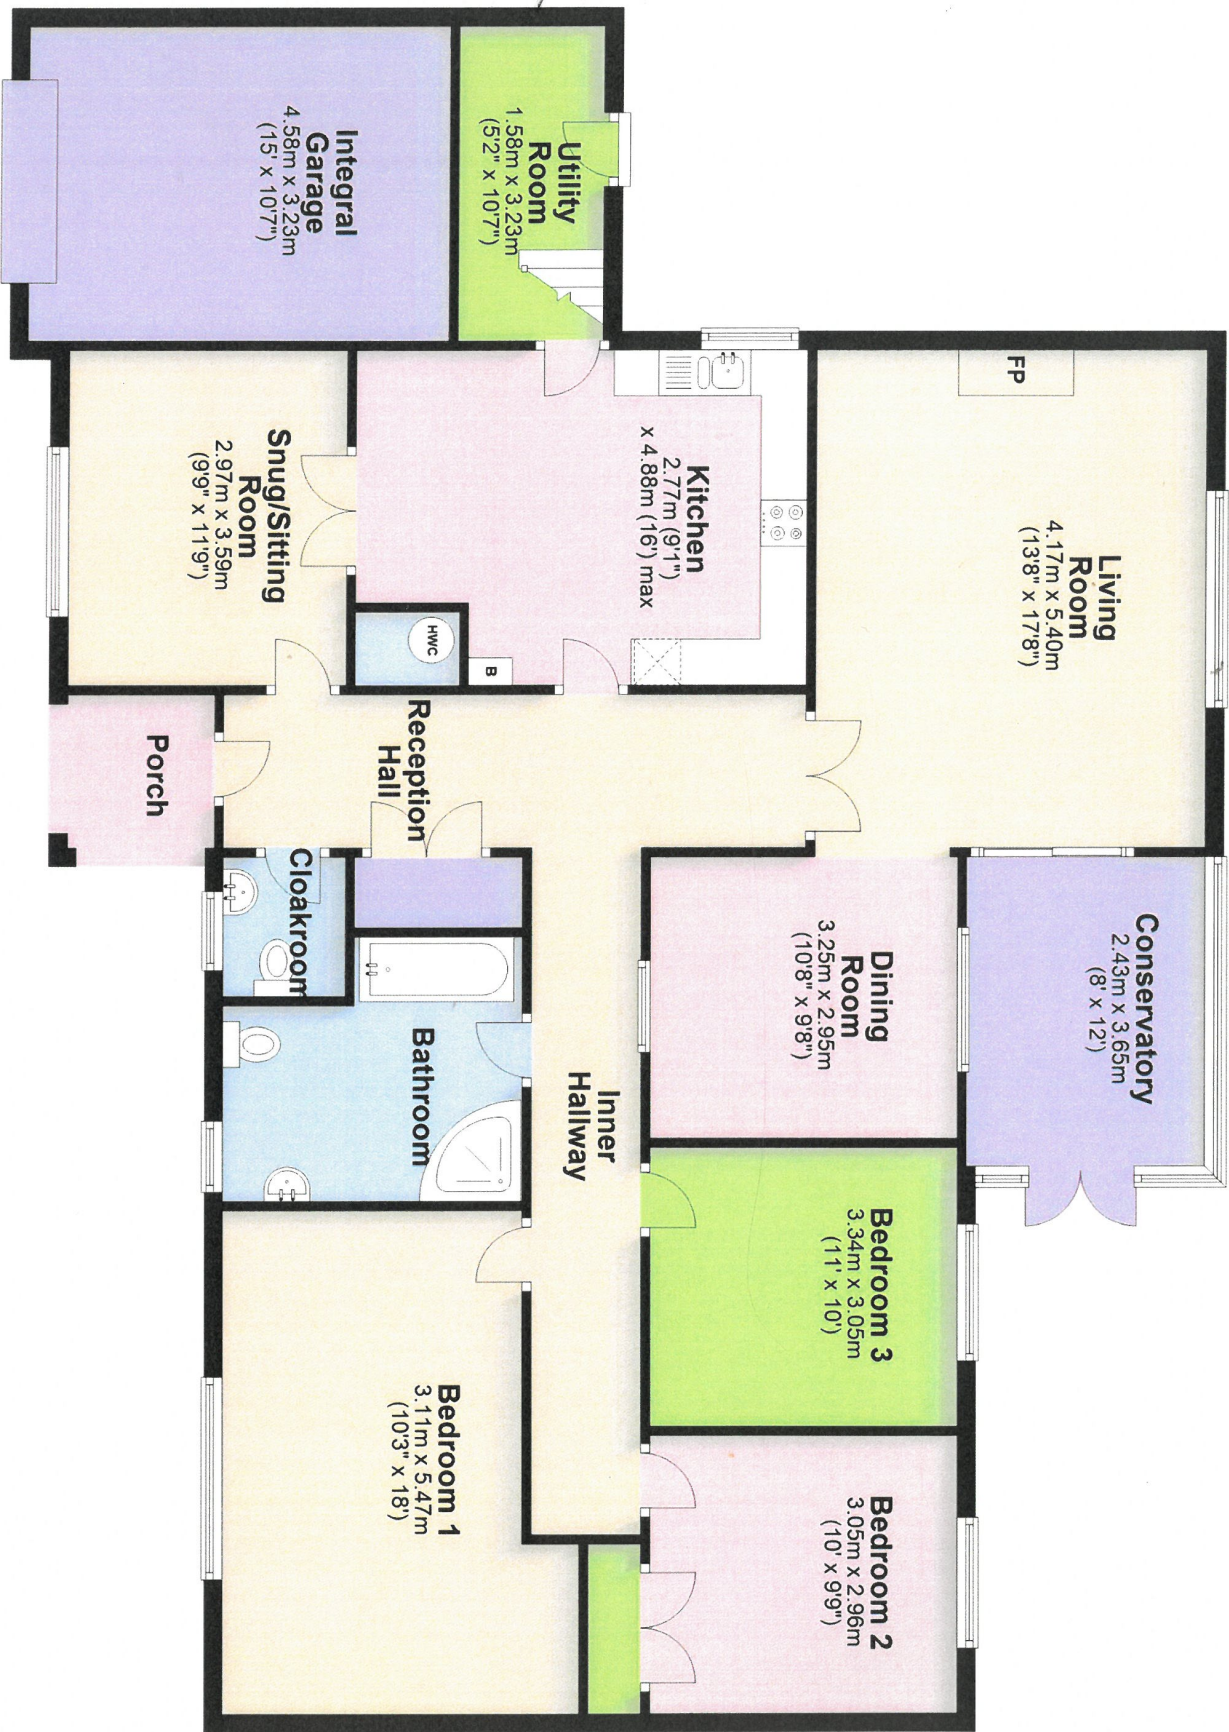 Integral
Garage
4.58m x 3.23m
(15' x 10'7")
Utility
Room
1.58m x 3.23m
(5'2" x 10'7")
Snug/Sitting
Room
2.97m x 3.59m
(9'9" x 11'9")
Kitchen
2.77m (9'1")
x 4.88m (16') max
HWC
B
FP
Living
Room
4.17m x 5.40m
(13'8" x 17'8")
Porch
Reception
Hall
Cloakroom
Bathroom
Inner
Hallway
Dining
Room
3.25m x 2.95m
(10'8" x 9'8")
Conservatory
2.43m x 3.65m
(8' x 12')
Bedroom 3
3.34m x 3.05m
(11' x 10')
Bedroom 1
3.11m x 5.47m
(10'3" x 18')
Bedroom 2
3.05m x 2.96m
(10' x 9'9")